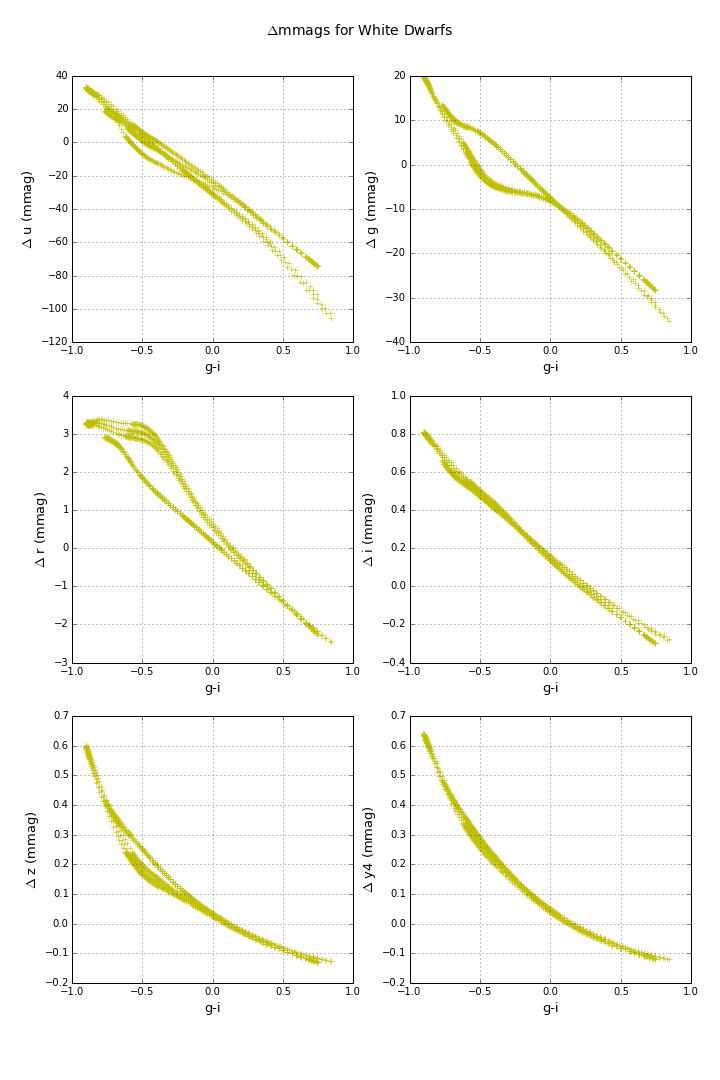 Δmmags for White Dwarfs
40
20
0
−20
−40
−60
−80
−100
−120
Δ u (mmag)
−1.0 −0.5 0.0 0.5 1.0
g-i
20
10
0
−10
−20
−30
−40
Δ g (mmag)
−1.0 −0.5 0.0 0.5 1.0
g-i
4
3
2
1
0
−1
−2
−3
Δ r (mmag)
−1.0 −0.5 0.0 0.5 1.0
g-i
1.0
0.8
0.6
0.4
0.2
0.0
−0.2
−0.4
Δ i (mmag)
−1.0 −0.5 0.0 0.5 1.0
g-i
0.7
0.6
0.5
0.4
0.3
0.2
0.1
0.0
−0.1
−0.2
Δ z (mmag)
−1.0 −0.5 0.0 0.5 1.0
g-i
0.7
0.6
0.5
0.4
0.3
0.2
0.1
0.0
−0.1
−0.2
Δ y4 (mmag)
−1.0 −0.5 0.0 0.5 1.0
g-i